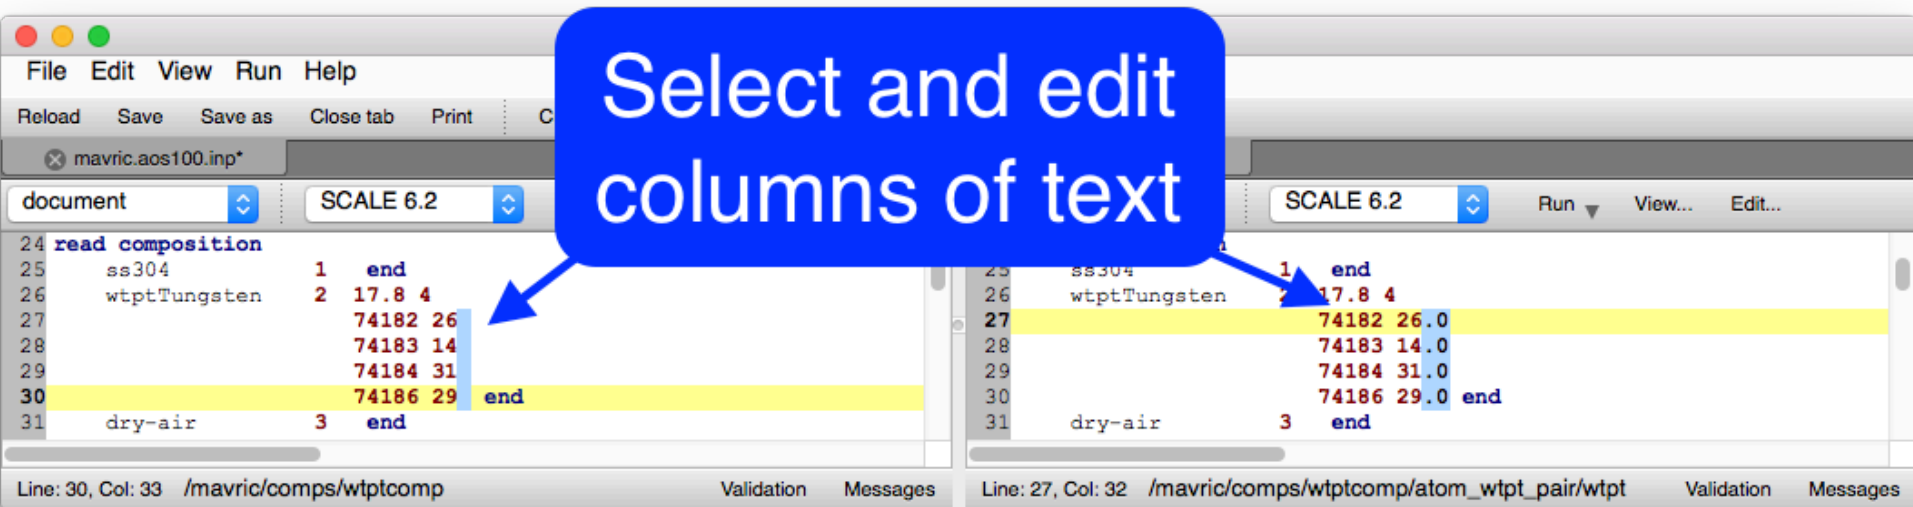 Select and edit
columns of text
File Edit View Run Help
Reload Save Save as Close tab Print
mavric.aos100.inp*
document SCALE 6.2
24 read composition
25 ss304 1 end
26 wtptTungsten 2 17.8 4
27 74182 26
28 74183 14
29 74184 31
30 74186 29 end
31 dry-air 3 end
Line: 30, Col: 33 /mavric/comps/wtptcomp Validation Messages
SCALE 6.2 Run View... Edit...
25 ss304 1 end
26 wtptTungsten 2 17.8 4
27 74182 26.0
28 74183 14.0
29 74184 31.0
30 74186 29.0 end
31 dry-air 3 end
Line: 27, Col: 32 /mavric/comps/wtptcomp/atom_wtpt_pair/wtpt Validation Messages